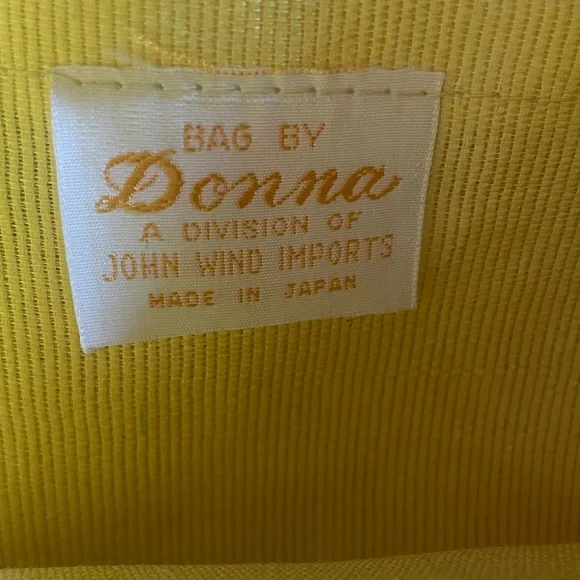 BAG BY
Donna
A DIVISION OF
JOHN WIND IMPORTS
MADE IN JAPAN